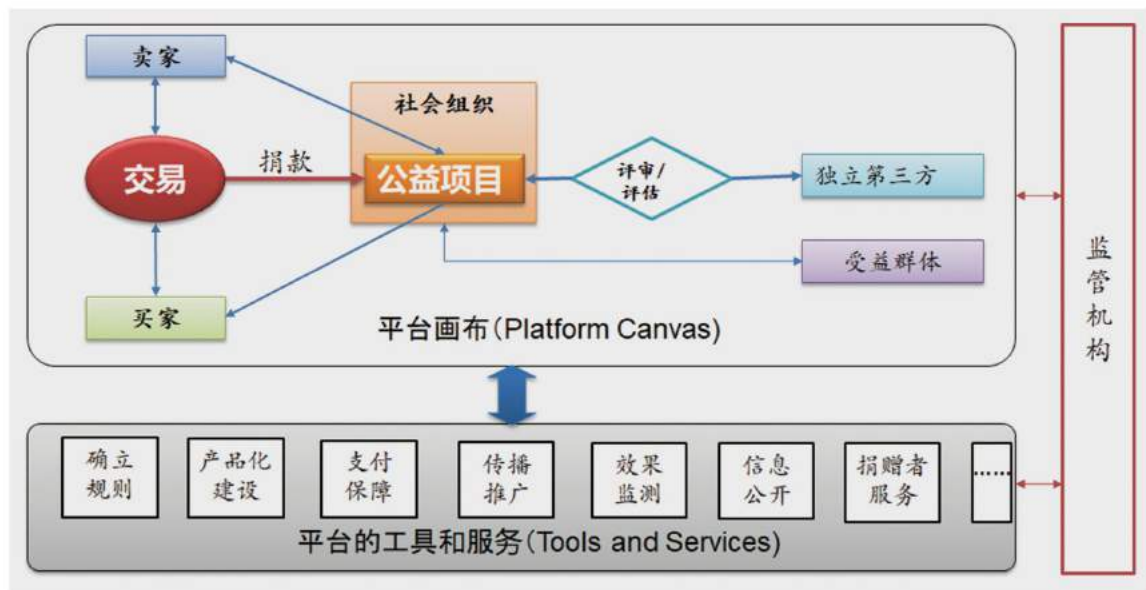 卖家
社会组织
交易
捐款
公益项目
评审/
评估
独立第三方
受益群体
买家
平台画布(Platform Canvas)
监管机构
确立
规则
产品化
建设
支付
保障
传播
推广
效果
监测
信息
公开
捐赠者
服务
……
平台的工具和服务(Tools and Services)